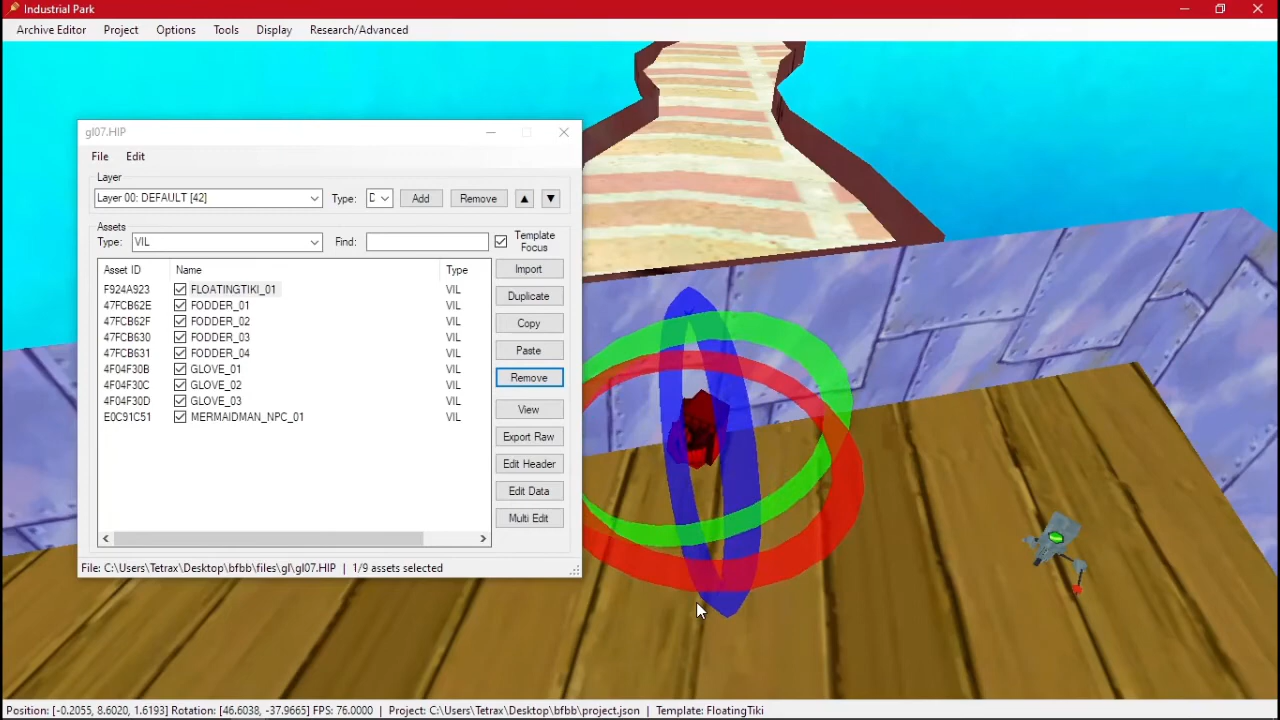 Industrial Park
Archive Editor Project Options Tools Display Research/Advanced
gl07.HIP
File Edit
Layer
Layer 00: DEFAULT [42] Type: D Add Remove ▲ ▼
Assets
Type: VIL Find: Template Focus
Asset ID Name Type
F924A923 FLOATINGTIKI_01 VIL
47FCB62E FODDER_01 VIL
47FCB62F FODDER_02 VIL
47FCB630 FODDER_03 VIL
47FCB631 FODDER_04 VIL
4F04F30B GLOVE_01 VIL
4F04F30C GLOVE_02 VIL
4F04F30D GLOVE_03 VIL
E0C91C51 MERMAIDMAN_NPC_01 VIL
Import
Duplicate
Copy
Paste
Remove
View
Export Raw
Edit Header
Edit Data
Multi Edit
File: C:\Users\Tetrax\Desktop\bfbb\files\gl\gl07.HIP | 1/9 assets selected
Position: [-0.2055, 8.6020, 1.6193] Rotation: [46.6038, -37.9665] FPS: 76.0000 | Project: C:\Users\Tetrax\Desktop\bfbb\project.json | Template: FloatingTiki